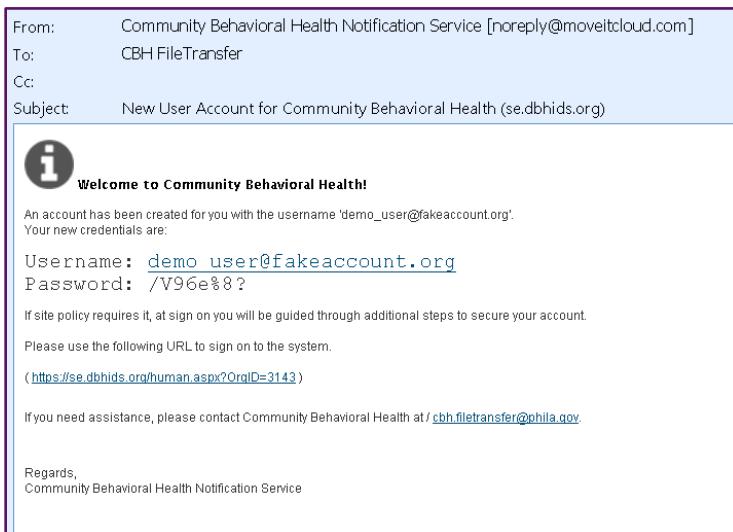 From: Community Behavioral Health Notification Service [noreply@moveitcloud.com]
To: CBH FileTransfer
Cc:
Subject: New User Account for Community Behavioral Health (se.dbhids.org)
Welcome to Community Behavioral Health!
An account has been created for you with the username 'demo_user@fakeaccount.org'.
Your new credentials are:
Username: demo_user@fakeaccount.org
Password: /V96e%8?
If site policy requires it, at sign on you will be guided through additional steps to secure your account.
Please use the following URL to sign on to the system.
( https://se.dbhids.org/human.aspx?OrgID=3143 )
If you need assistance, please contact Community Behavioral Health at / cbh.filetransfer@phila.gov.
Regards,
Community Behavioral Health Notification Service